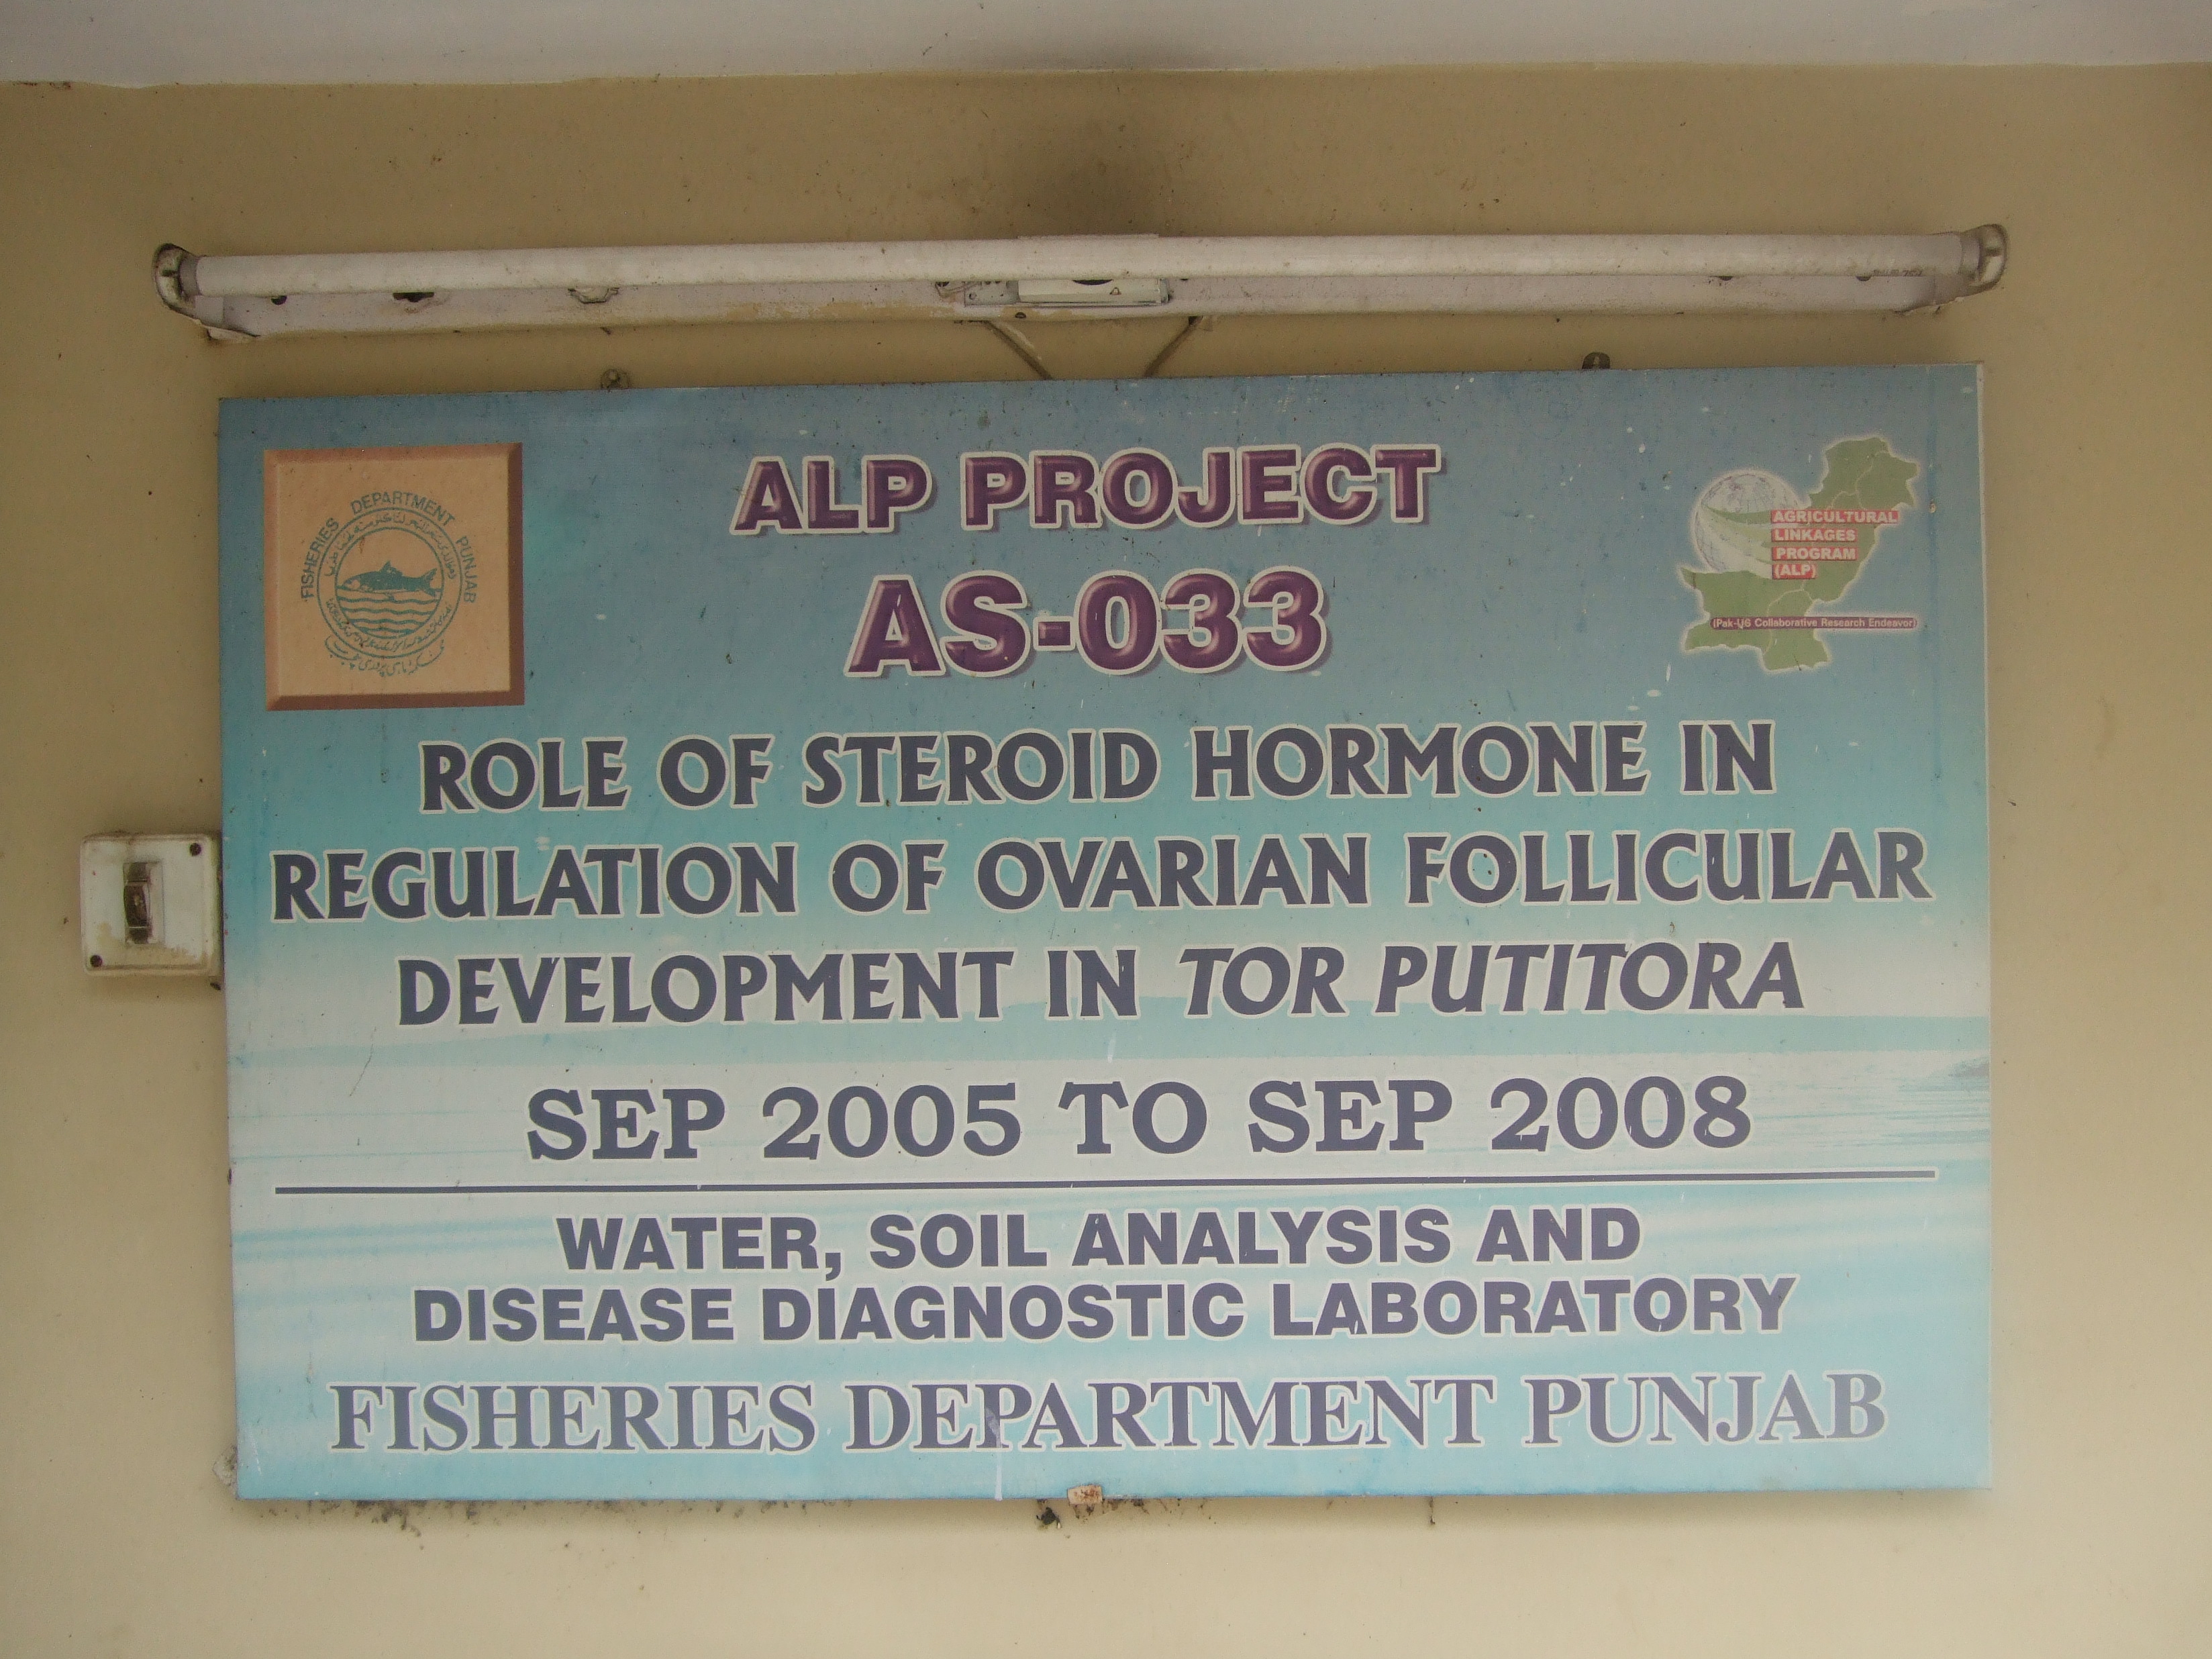 FISHERIES DEPARTMENT PUNJAB
ALP PROJECT
AS-033
AGRICULTURAL
LINKAGES
PROGRAM
(ALP)
(Pak-US Collaborative Research Endeavor)
ROLE OF STEROID HORMONE IN
REGULATION OF OVARIAN FOLLICULAR
DEVELOPMENT IN TOR PUTITORA
SEP 2005 TO SEP 2008
WATER, SOIL ANALYSIS AND
DISEASE DIAGNOSTIC LABORATORY
FISHERIES DEPARTMENT PUNJAB